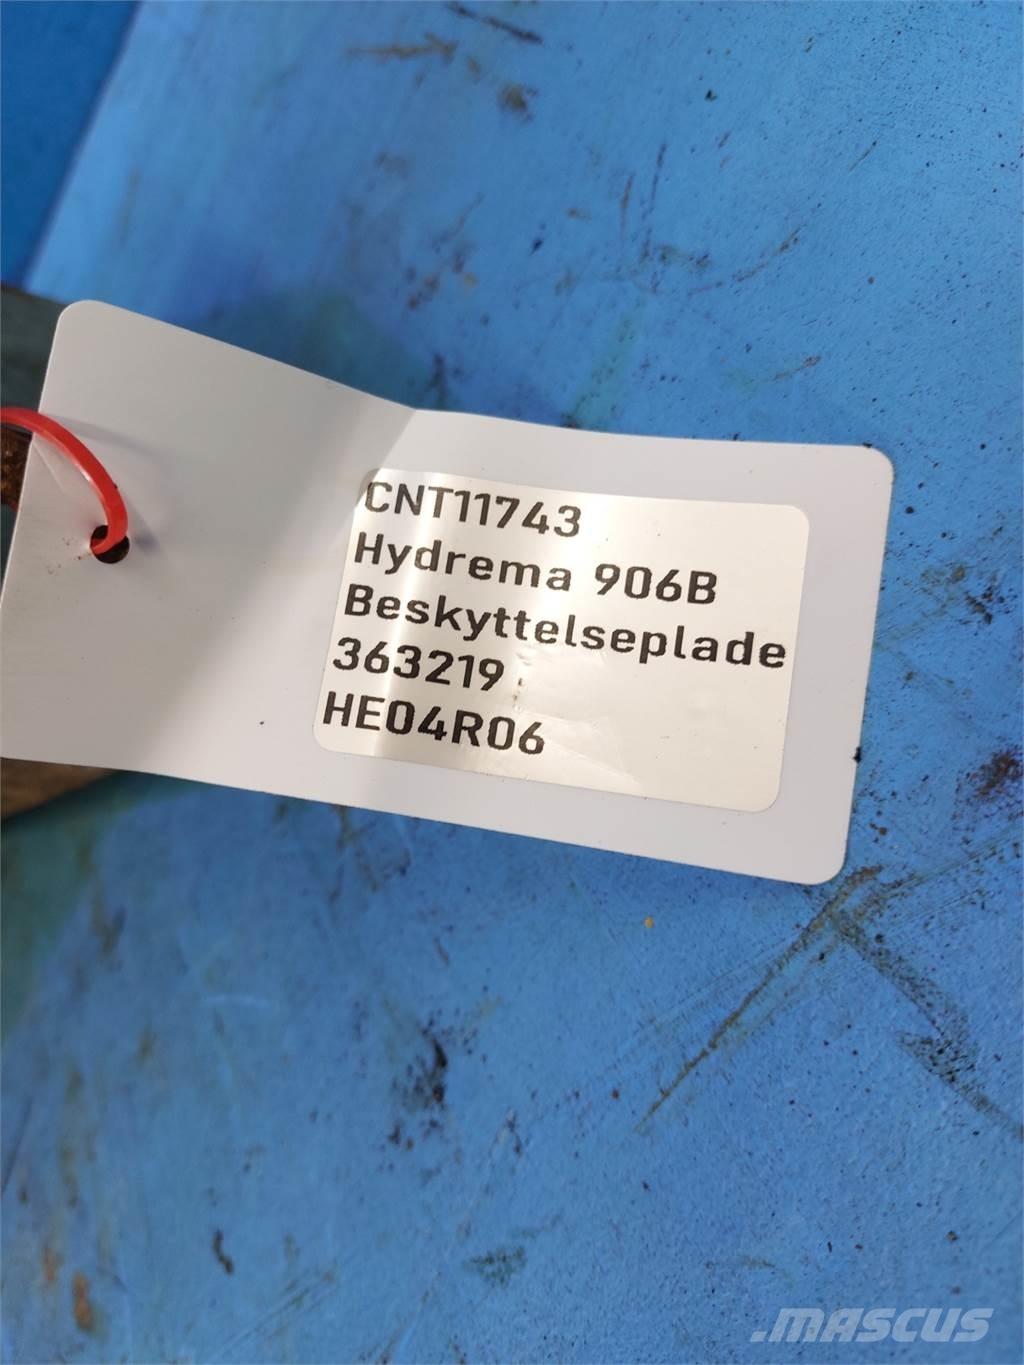 CNT11743
Hydrema 906B
Beskyttelseplade
363219
HE04R06
.MASCUS